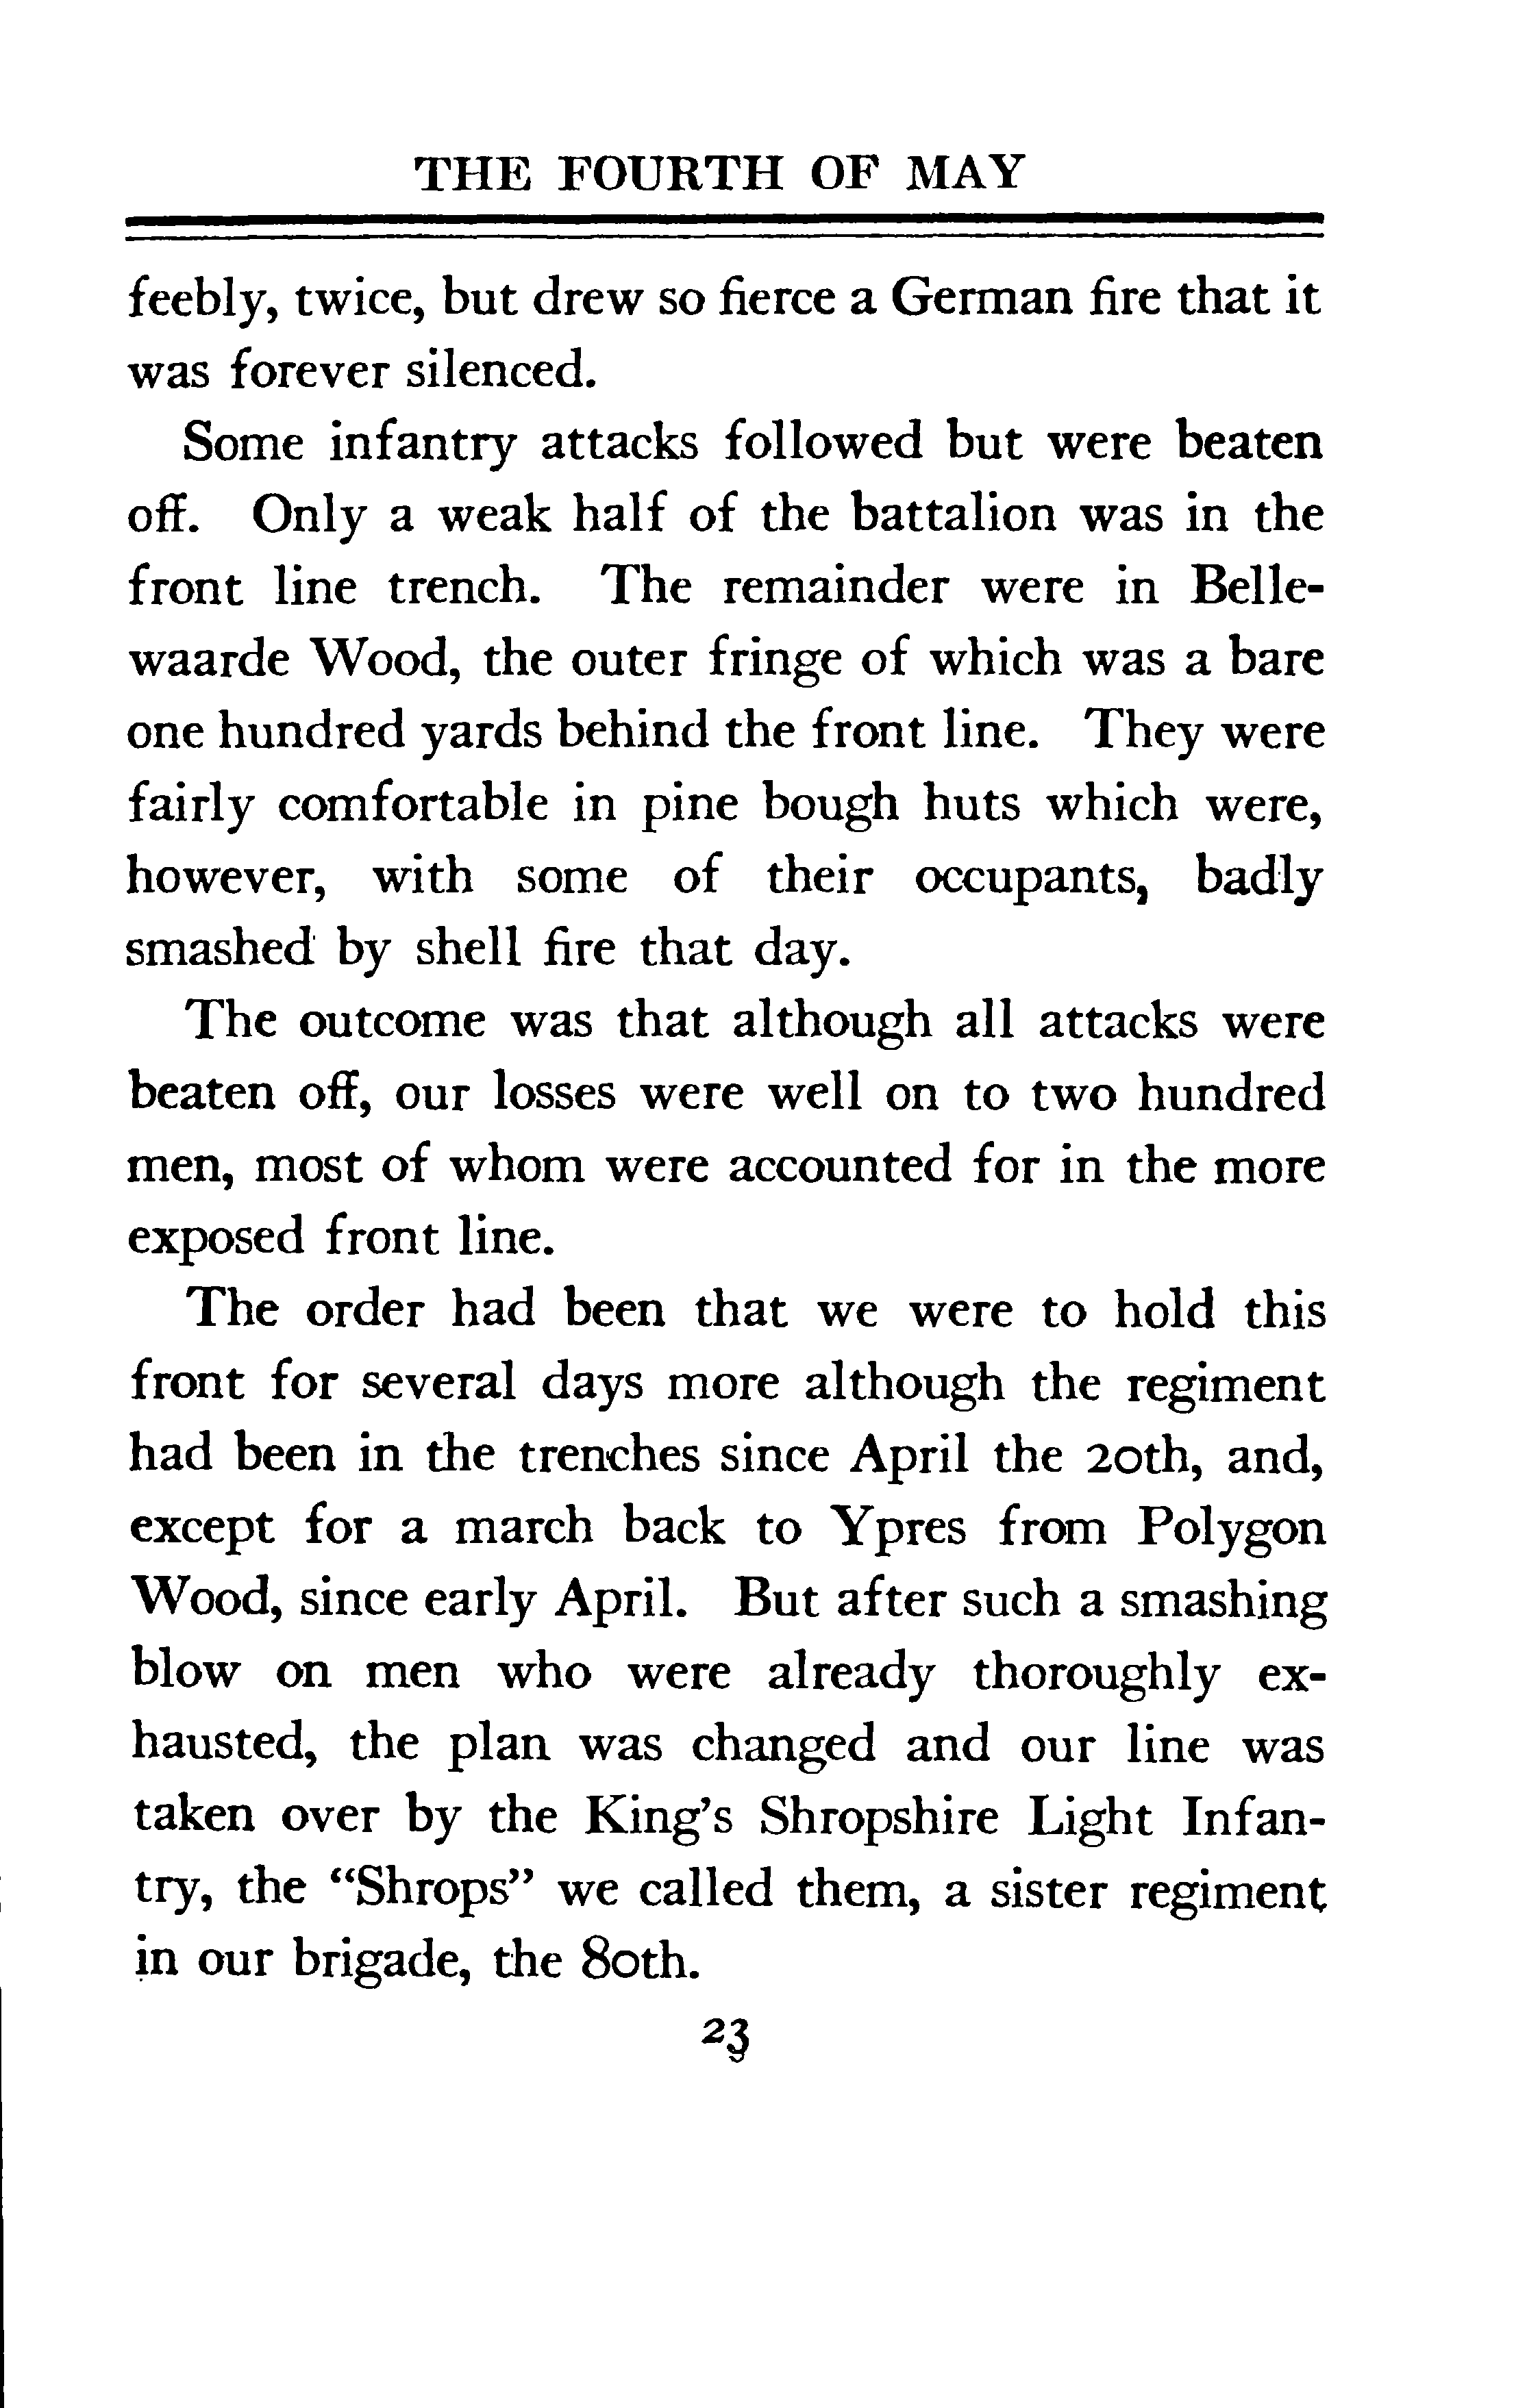 THE FOURTH OF MAY
feebly, twice, but drew so fierce a German fire that it
was forever silenced.
Some infantry attacks followed but were beaten
off. Only a weak half of the battalion was in the
front line trench. The remainder were in Belle-
waarde Wood, the outer fringe of which was a bare
one hundred yards behind the front line. They were
fairly comfortable in pine bough huts which were,
however, with some of their occupants, badly
smashed by shell fire that day.
The outcome was that although all attacks were
beaten off, our losses were well on to two hundred
men, most of whom were accounted for in the more
exposed front line.
The order had been that we were to hold this
front for several days more although the regiment
had been in the trenches since April the 20th, and,
except for a march back to Ypres from Polygon
Wood, since early April. But after such a smashing
blow on men who were already thoroughly ex-
hausted, the plan was changed and our line was
taken over by the King's Shropshire Light Infan-
try, the "Shrops" we called them, a sister regiment
in our brigade, the 80th.
23